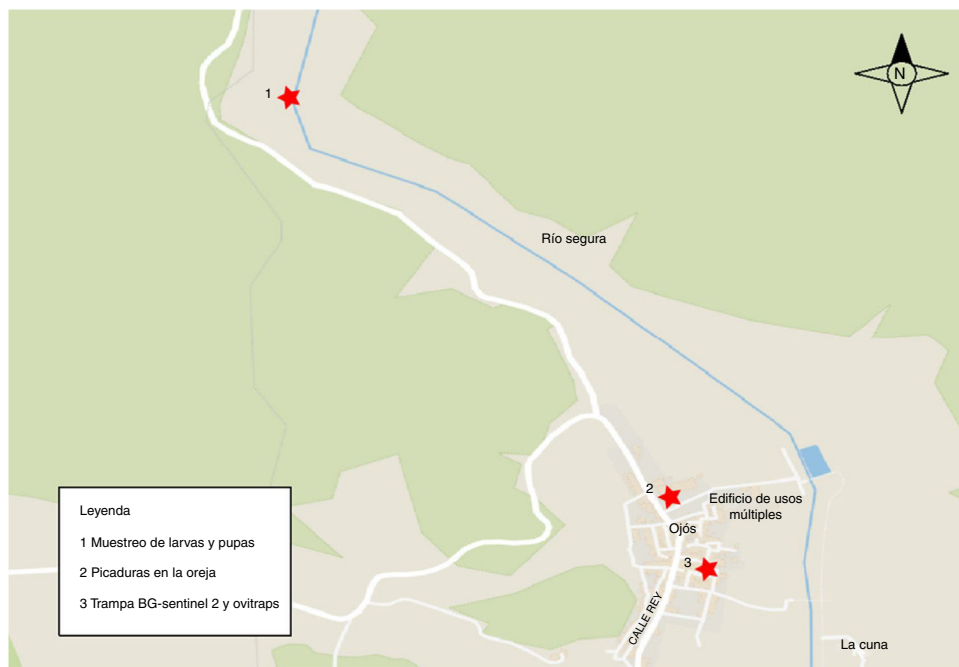 N
1
Río segura
2
Edificio de usos
múltiples
Ojós
3
CALLE REY
La cuna
Leyenda
1 Muestreo de larvas y pupas
2 Picaduras en la oreja
3 Trampa BG-sentinel 2 y ovitraps